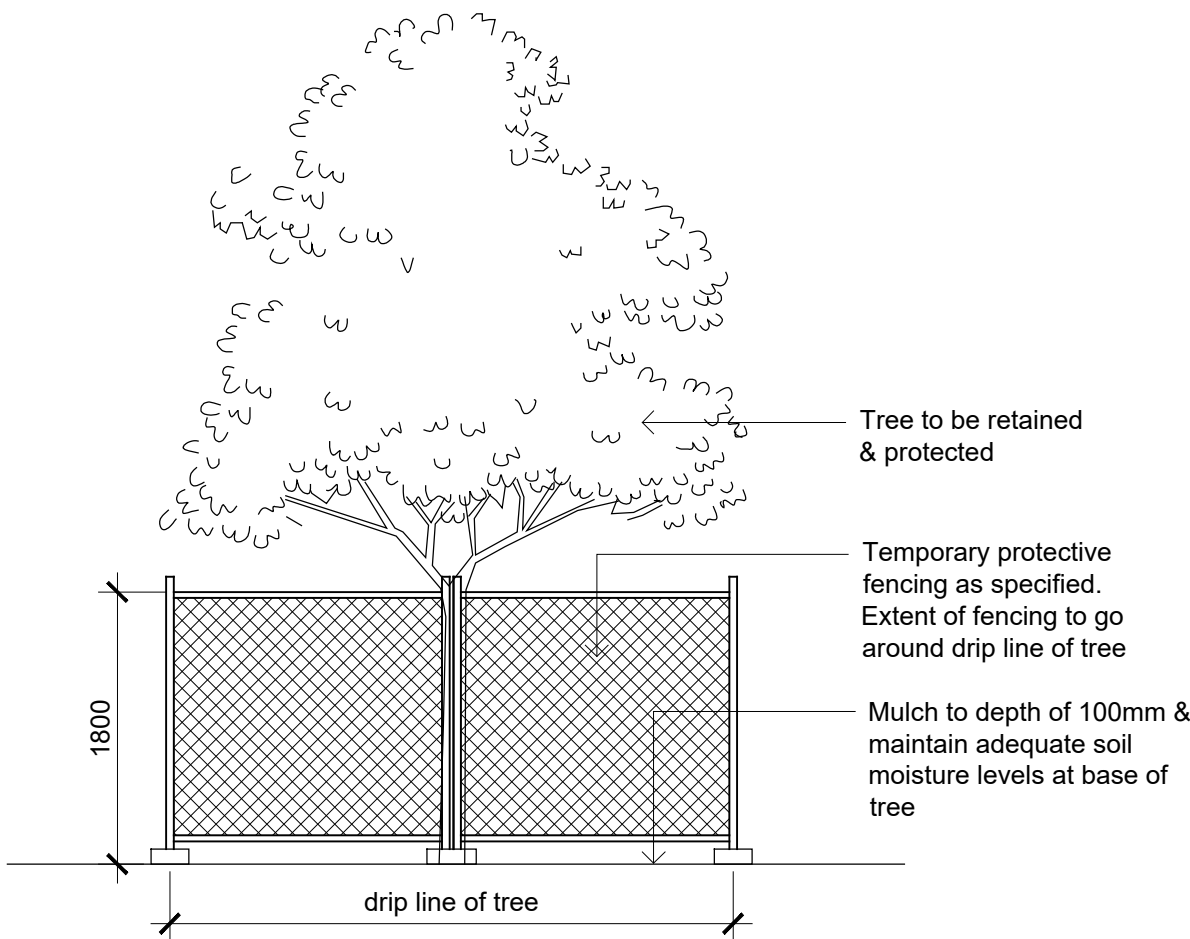 Tree to be retained
& protected
Temporary protective
fencing as specified.
Extent of fencing to go
around drip line of tree
Mulch to depth of 100mm &
maintain adequate soil
moisture levels at base of
tree
1800
drip line of tree